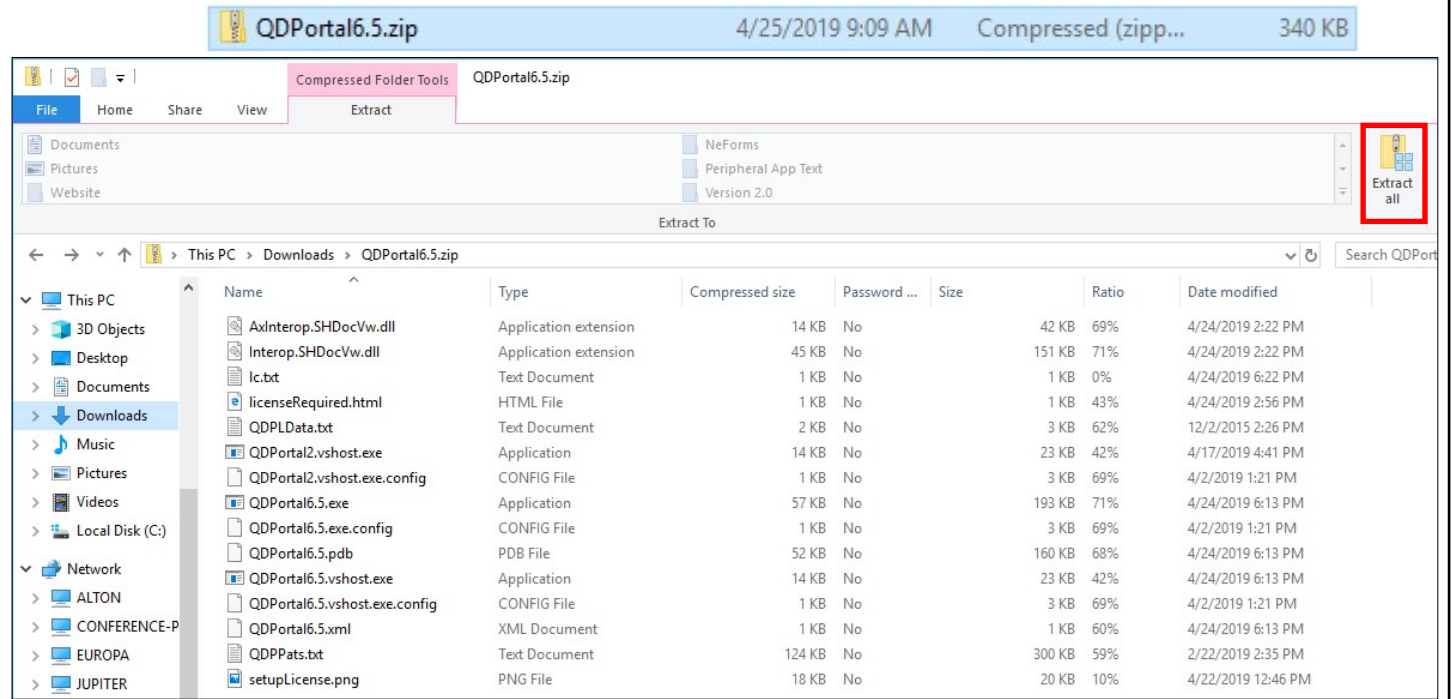 QDPortal6.5.zip 4/25/2019 9:09 AM Compressed (zipp... 340 KB
Compressed Folder Tools QDPortal6.5.zip
File Home Share View Extract
Documents NeForms
Pictures Peripheral App Text
Website Version 2.0
Extract all
Extract To
This PC > Downloads > QDPortal6.5.zip Search QDPort
This PC
3D Objects
Desktop
Documents
Downloads
Music
Pictures
Videos
Local Disk (C:)
Network
ALTON
CONFERENCE-P
EUROPA
JUPITER
Name Type Compressed size Password ... Size Ratio Date modified
AxInterop.SHDocVw.dll Application extension 14 KB No 42 KB 69% 4/24/2019 2:22 PM
Interop.SHDocVw.dll Application extension 45 KB No 151 KB 71% 4/24/2019 2:22 PM
lc.txt Text Document 1 KB No 1 KB 0% 4/24/2019 6:22 PM
licenseRequired.html HTML File 1 KB No 1 KB 43% 4/24/2019 2:56 PM
QDPLData.txt Text Document 2 KB No 3 KB 62% 12/2/2015 2:26 PM
QDPortal2.vshost.exe Application 14 KB No 23 KB 42% 4/17/2019 4:41 PM
QDPortal2.vshost.exe.config CONFIG File 1 KB No 3 KB 69% 4/2/2019 1:21 PM
QDPortal6.5.exe Application 57 KB No 193 KB 71% 4/24/2019 6:13 PM
QDPortal6.5.exe.config CONFIG File 1 KB No 3 KB 69% 4/2/2019 1:21 PM
QDPortal6.5.pdb PDB File 52 KB No 160 KB 68% 4/24/2019 6:13 PM
QDPortal6.5.vshost.exe Application 14 KB No 23 KB 42% 4/24/2019 6:13 PM
QDPortal6.5.vshost.exe.config CONFIG File 1 KB No 3 KB 69% 4/2/2019 1:21 PM
QDPortal6.5.xml XML Document 1 KB No 1 KB 60% 4/24/2019 6:13 PM
QDPPats.txt Text Document 124 KB No 300 KB 59% 2/22/2019 2:35 PM
setupLicense.png PNG File 18 KB No 20 KB 10% 4/22/2019 12:46 PM